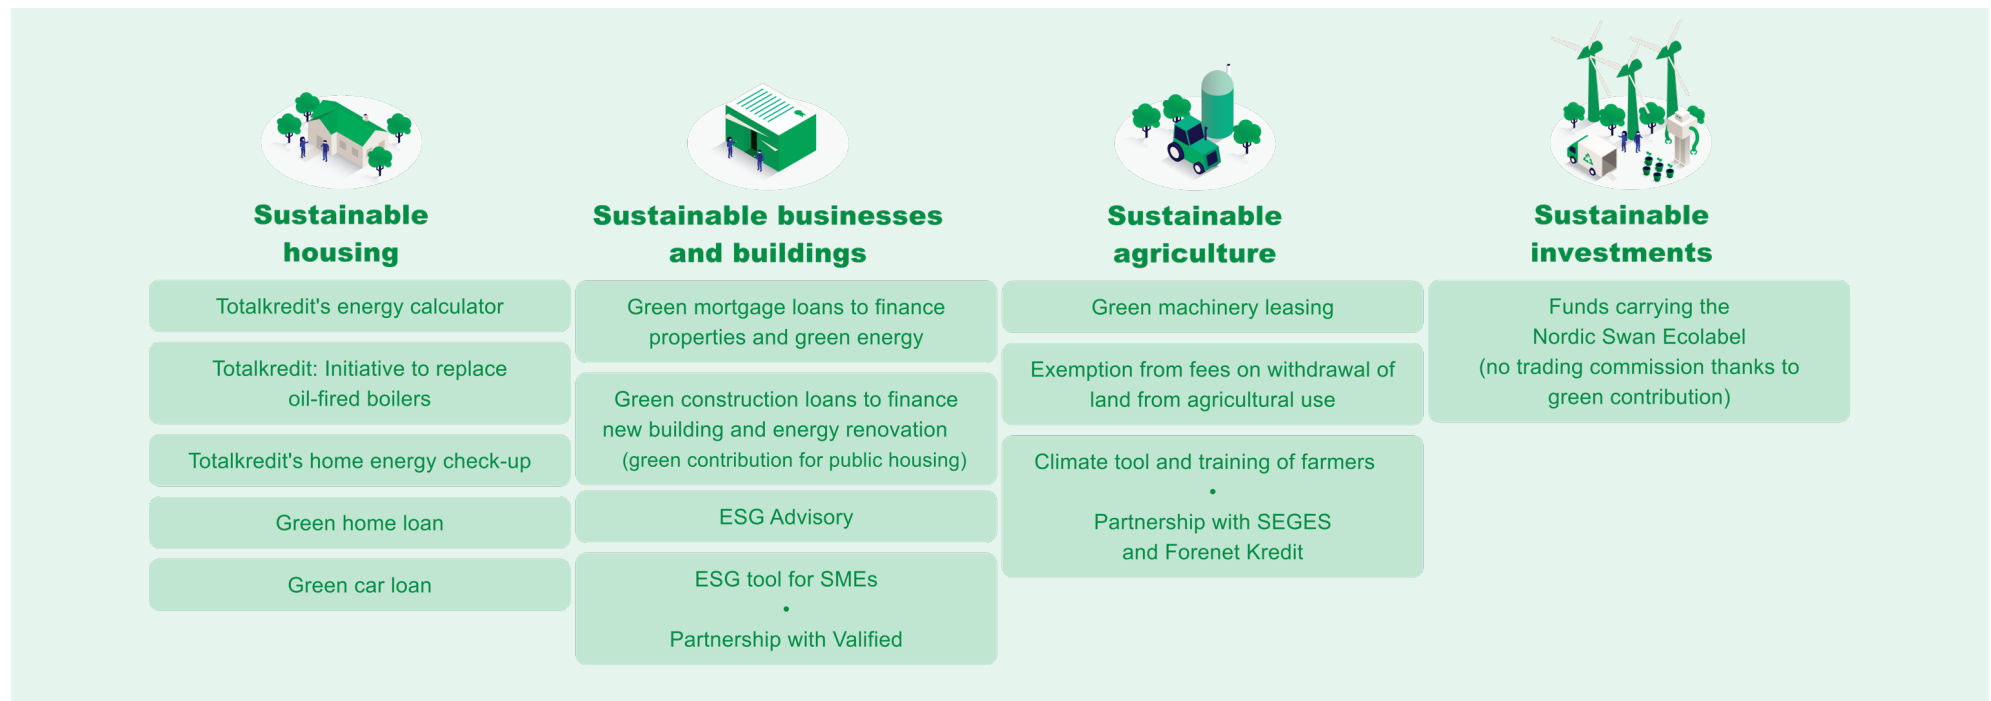 Sustainable
housing
Totalkredit's energy calculator
Totalkredit: Initiative to replace
oil-fired boilers
Totalkredit's home energy check-up
Green home loan
Green car loan
Sustainable businesses
and buildings
Green mortgage loans to finance
properties and green energy
Green construction loans to finance
new building and energy renovation
(green contribution for public housing)
ESG Advisory
ESG tool for SMEs
•
Partnership with Valified
Sustainable
agriculture
Green machinery leasing
Exemption from fees on withdrawal of
land from agricultural use
Climate tool and training of farmers
•
Partnership with SEGES
and Forenet Kredit
Sustainable
investments
Funds carrying the
Nordic Swan Ecolabel
(no trading commission thanks to
green contribution)